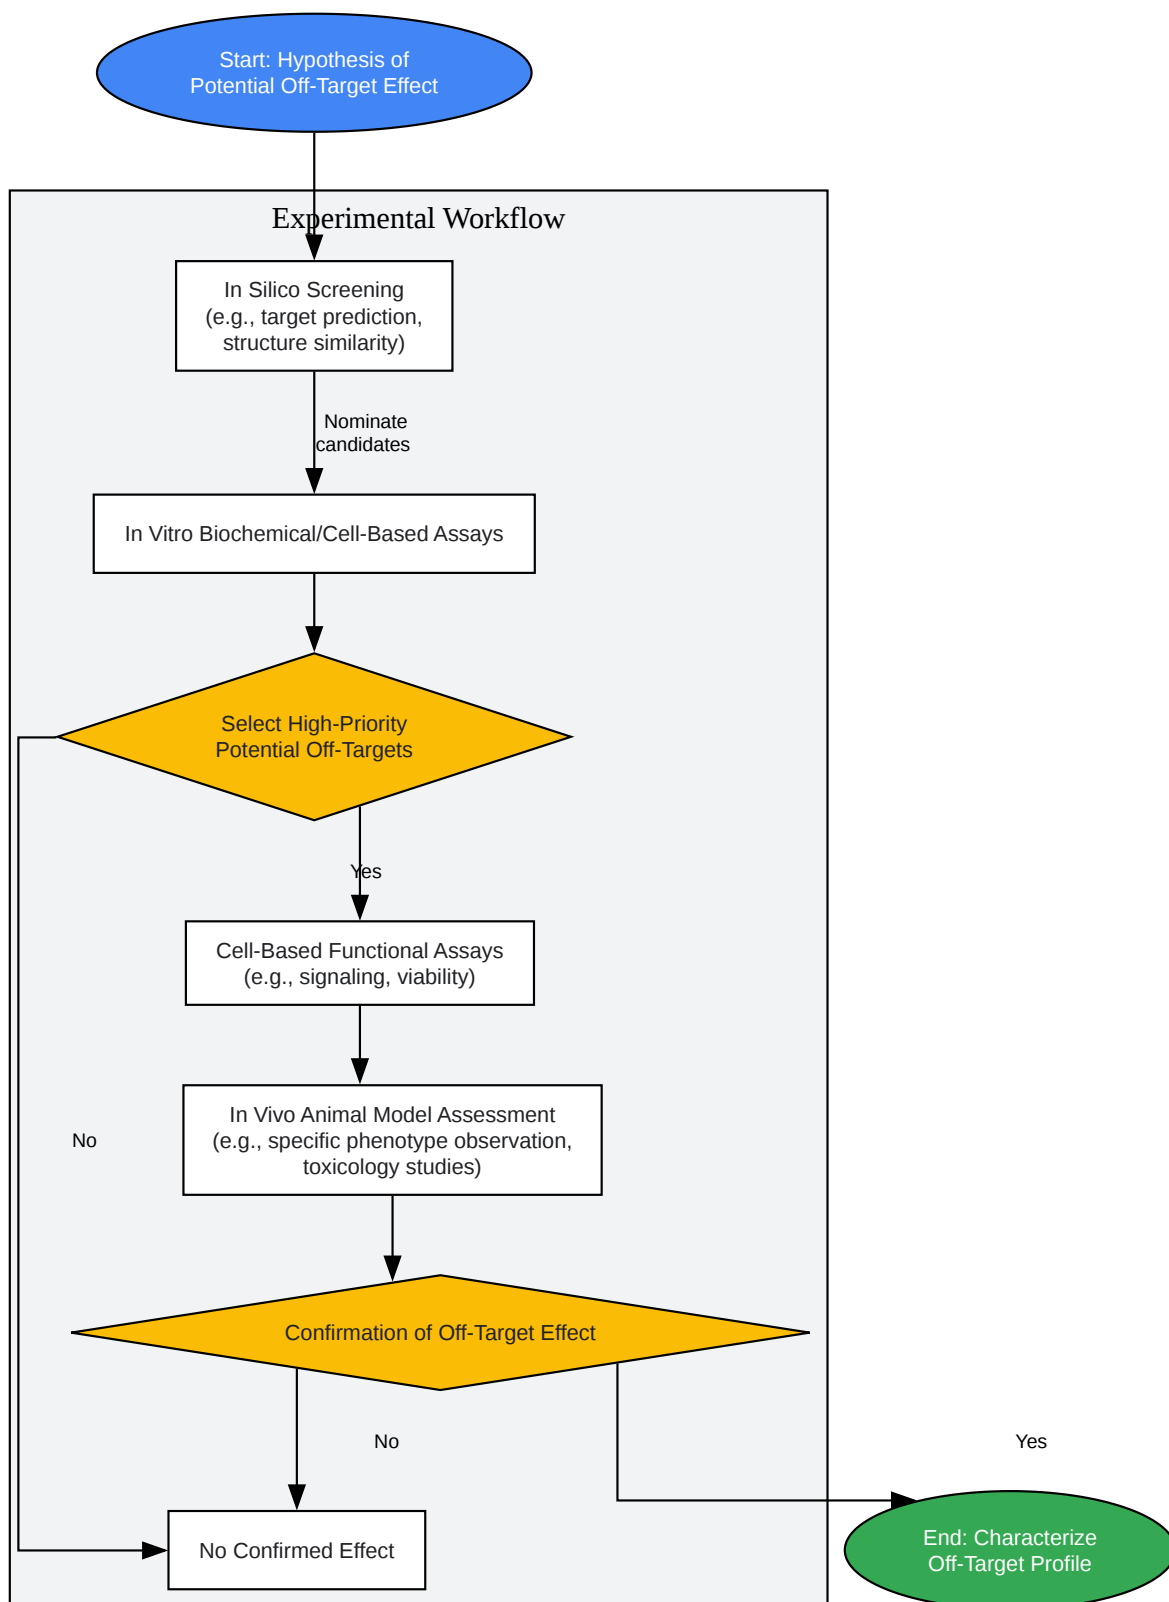 Start: Hypothesis of
Potential Off-Target Effect
Experimental Workflow
In Silico Screening
(e.g., target prediction,
structure similarity)
Nominate
candidates
In Vitro Biochemical/Cell-Based Assays
Select High-Priority
Potential Off-Targets
Yes
Cell-Based Functional Assays
(e.g., signaling, viability)
In Vivo Animal Model Assessment
(e.g., specific phenotype observation,
toxicology studies)
No
Confirmation of Off-Target Effect
No
Yes
No Confirmed Effect
End: Characterize
Off-Target Profile